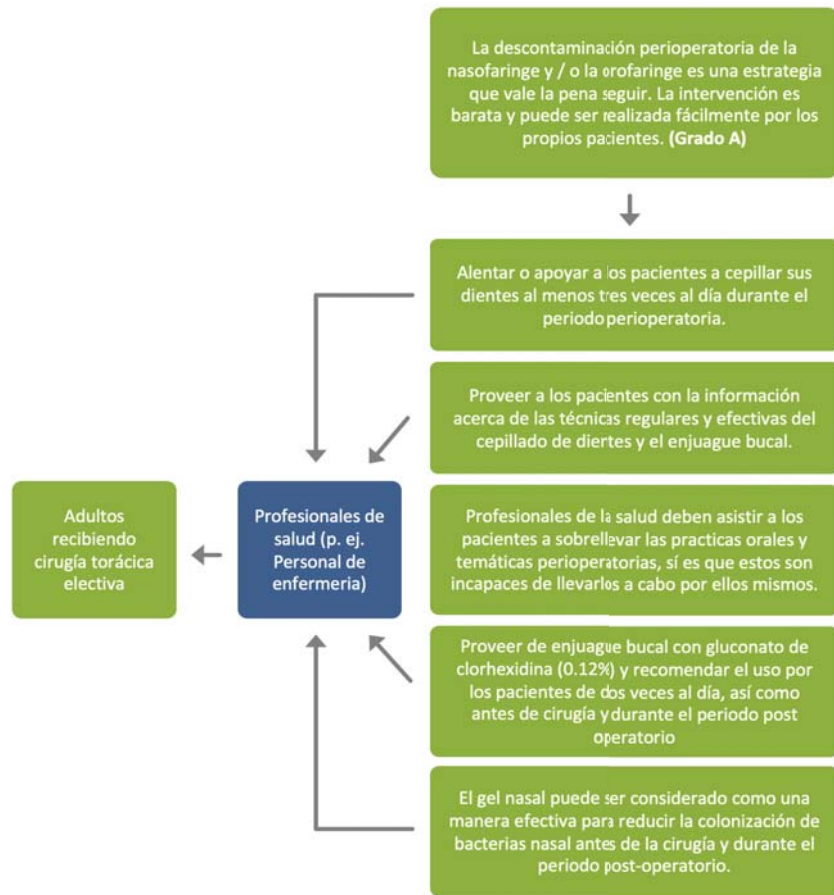 La descontaminación perioperatoria de la
nasofaringe y / o la orofaringe es una estrategia
que vale la pena seguir. La intervención es
barata y puede ser realizada fácilmente por los
propios pacientes. (Grado A)
Alentar o apoyar a los pacientes a cepillar sus
dientes al menos tres veces al día durante el
periodo perioperatoria.
Proveer a los pacientes con la información
acerca de las técnicas regulares y efectivas del
cepillado de diertes y el enjuague bucal.
Adultos
recibiendo
cirugía torácica
electiva
Profesionales de
salud (p. ej.
Personal de
enfermeria)
Profesionales de la salud deben asistir a los
pacientes a sobrellevar las practicas orales y
temáticas perioperatorias, sí es que estos son
incapaces de llevarlos a cabo por ellos mismos.
Proveer de enjuague bucal con gluconato de
clorhexidina (0.12%) y recomendar el uso por
los pacientes de dos veces al día, así como
antes de cirugía y durante el periodo post
operatorio
El gel nasal puede ser considerado como una
manera efectiva para reducir la colonización de
bacterias nasal antes de la cirugía y durante el
periodo post-operatorio.